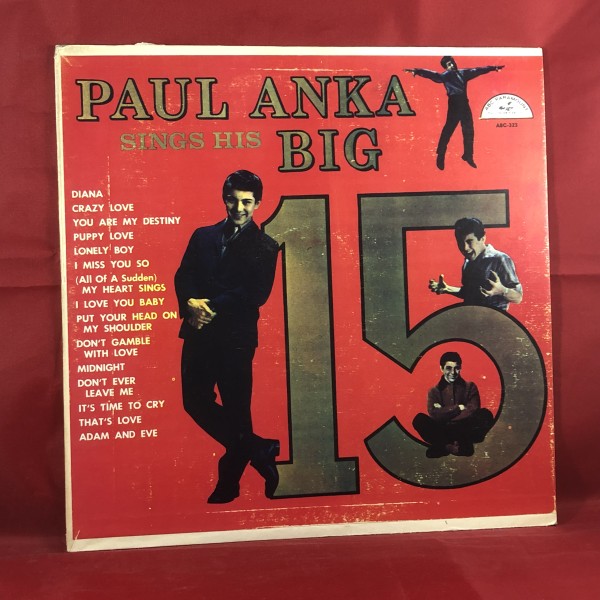 PAUL ANKA
SINGS HIS BIG
15
ABC-PARAMOUNT
ABC-323
DIANA
CRAZY LOVE
YOU ARE MY DESTINY
PUPPY LOVE
LONELY BOY
I MISS YOU SO
(All Of A Sudden)
MY HEART SINGS
I LOVE YOU BABY
PUT YOUR HEAD ON
MY SHOULDER
DON'T GAMBLE
WITH LOVE
MIDNIGHT
DON'T EVER
LEAVE ME
IT'S TIME TO CRY
THAT'S LOVE
ADAM AND EVE